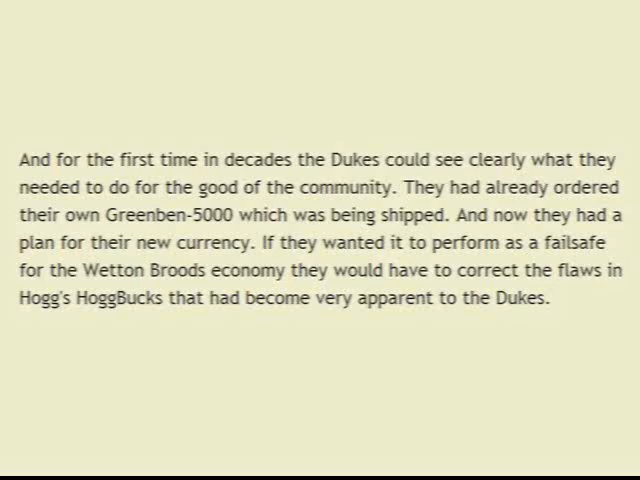 And for the first time in decades the Dukes could see clearly what they
needed to do for the good of the community. They had already ordered
their own Greenben-5000 which was being shipped. And now they had a
plan for their new currency. If they wanted it to perform as a failsafe
for the Wetton Broods economy they would have to correct the flaws in
Hogg's HoggBucks that had become very apparent to the Dukes.